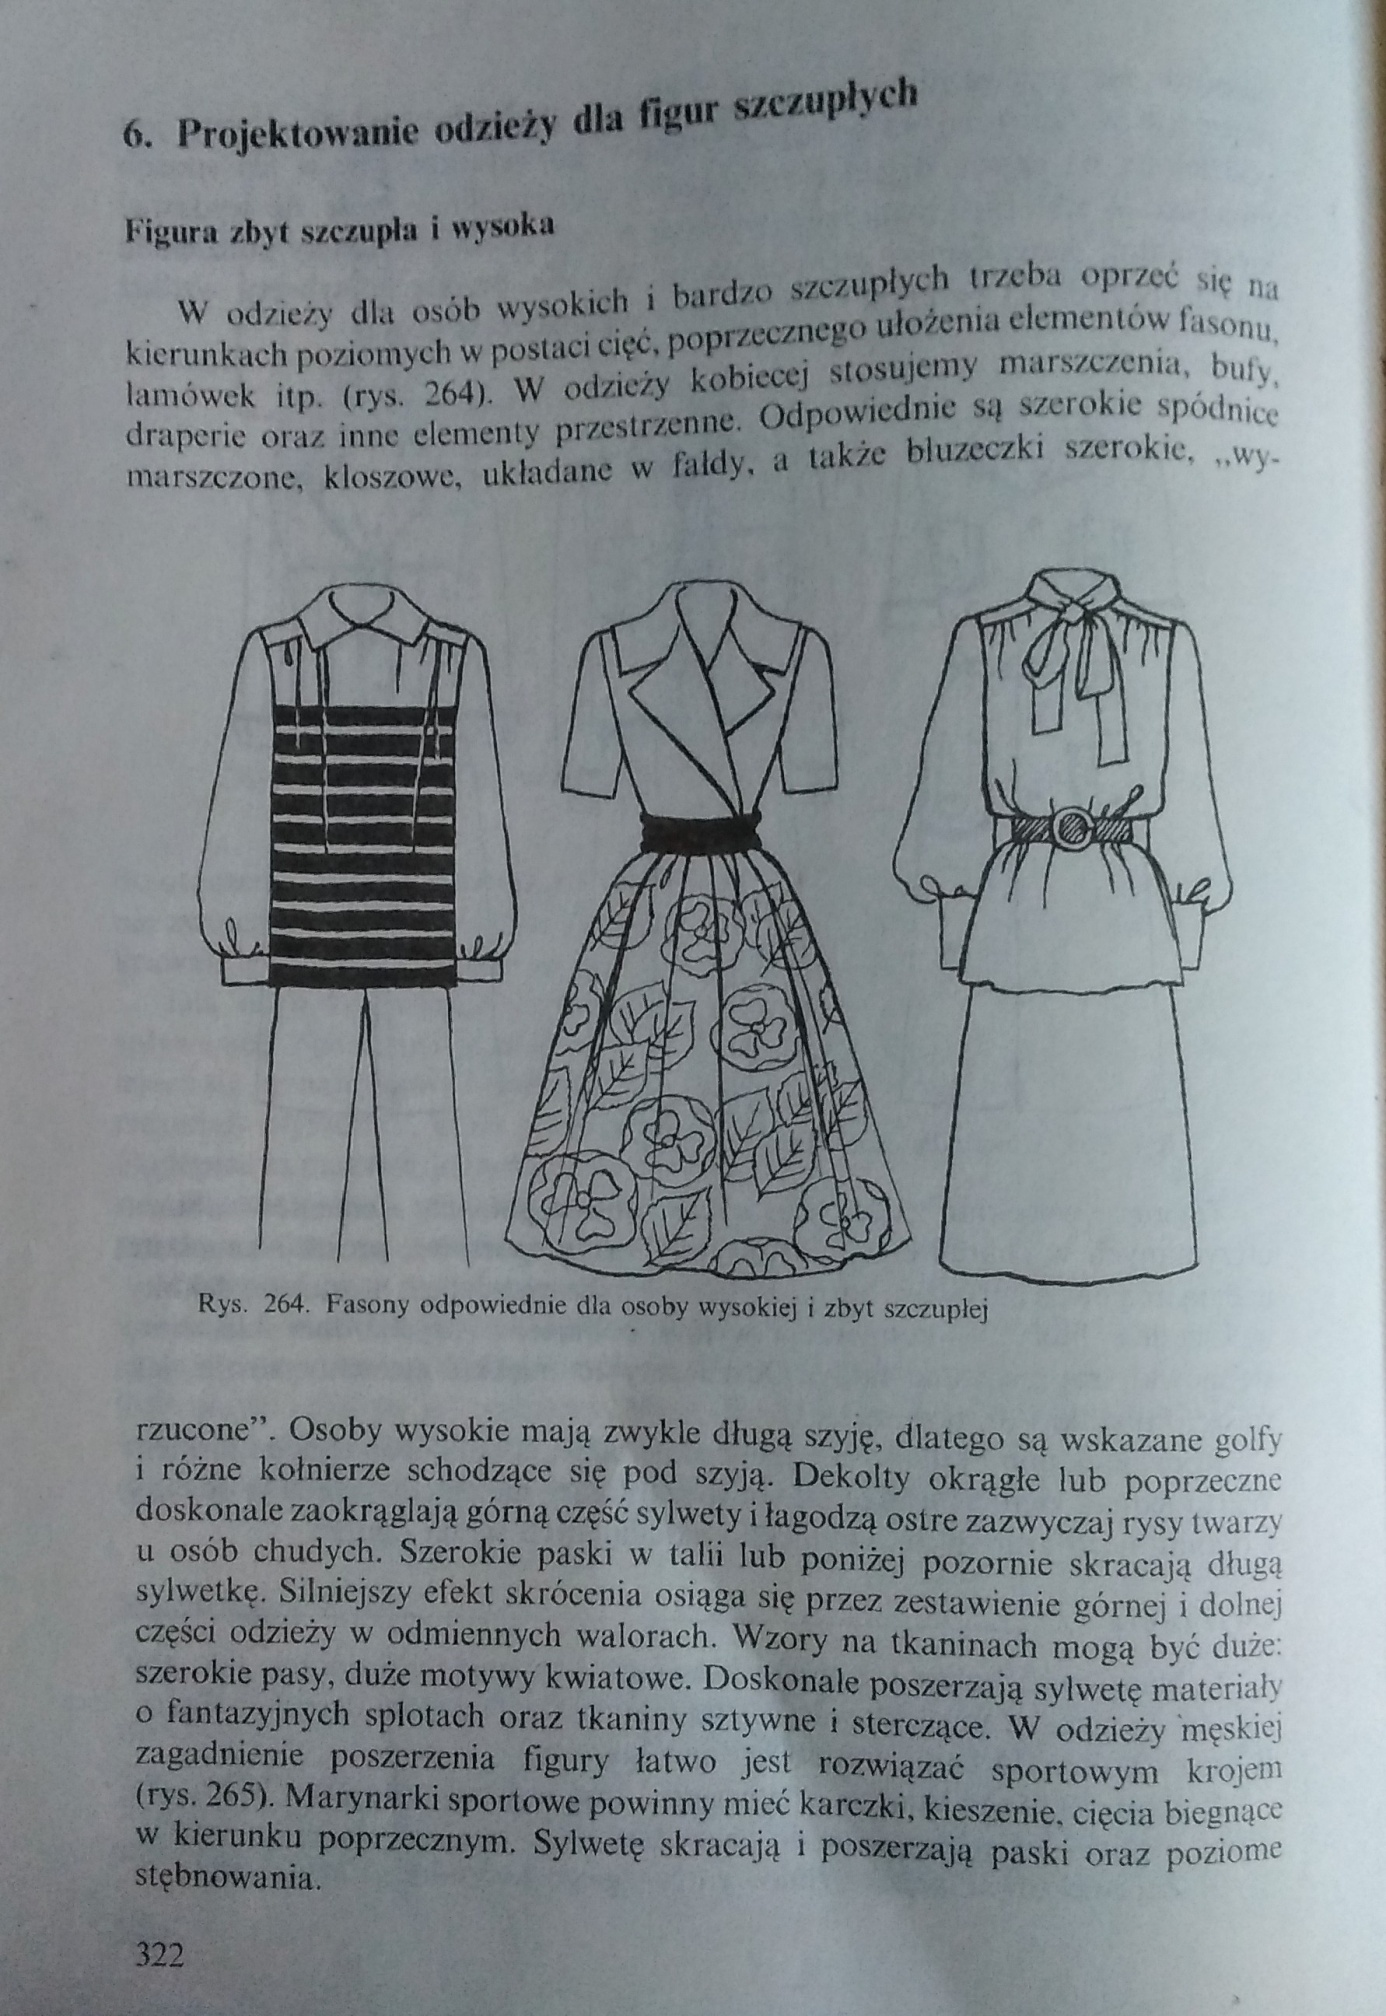 6. Projektowanie odzieży dla figur szczupłych
Figura zbyt szczupła i wysoka
W odzieży dla osób wysokich i bardzo szczupłych trzeba oprzeć się na
kierunkach poziomych w postaci cięć, poprzecznego ułożenia elementów fasonu,
lamówek itp. (rys. 264). W odzieży kobiecej stosujemy marszczenia, bufy,
draperie oraz inne elementy przestrzenne. Odpowiednie są szerokie spódnice
marszczone, kloszowe, układane w fałdy, a także bluzeczki szerokie, „wy-
Rys. 264. Fasony odpowiednie dla osoby wysokiej i zbyt szczupłej
rzucone”. Osoby wysokie mają zwykle długą szyję, dlatego są wskazane golfy
i różne kołnierze schodzące się pod szyją. Dekolty okrągłe lub poprzeczne
doskonale zaokrąglają górną część sylwety i łagodzą ostre zazwyczaj rysy twarzy
u osób chudych. Szerokie paski w talii lub poniżej pozornie skracają długą
sylwetkę. Silniejszy efekt skrócenia osiąga się przez zestawienie górnej i dolnej
części odzieży w odmiennych walorach. Wzory na tkaninach mogą być duże:
szerokie pasy, duże motywy kwiatowe. Doskonale poszerzają sylwetę materiały
o fantazyjnych splotach oraz tkaniny sztywne i sterczące. W odzieży męskiej
zagadnienie poszerzenia figury łatwo jest rozwiązać sportowym krojem
(rys. 265). Marynarki sportowe powinny mieć karczki, kieszenie, cięcia biegnące
w kierunku poprzecznym. Sylwetę skracają i poszerzają paski oraz poziome
stębnowania.
322